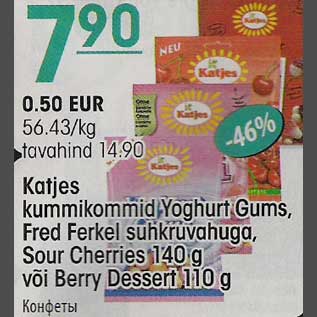 7 90
NEU
Katjes
Katjes
Katjes
0.50 EUR
56.43/kg
tavahind 14.90
-46%
Katjes
kummikommid Yoghurt Gums,
Fred Ferkel suhkruvahuga,
Sour Cherries 140 g
või Berry Dessert 110 g
Конфеты